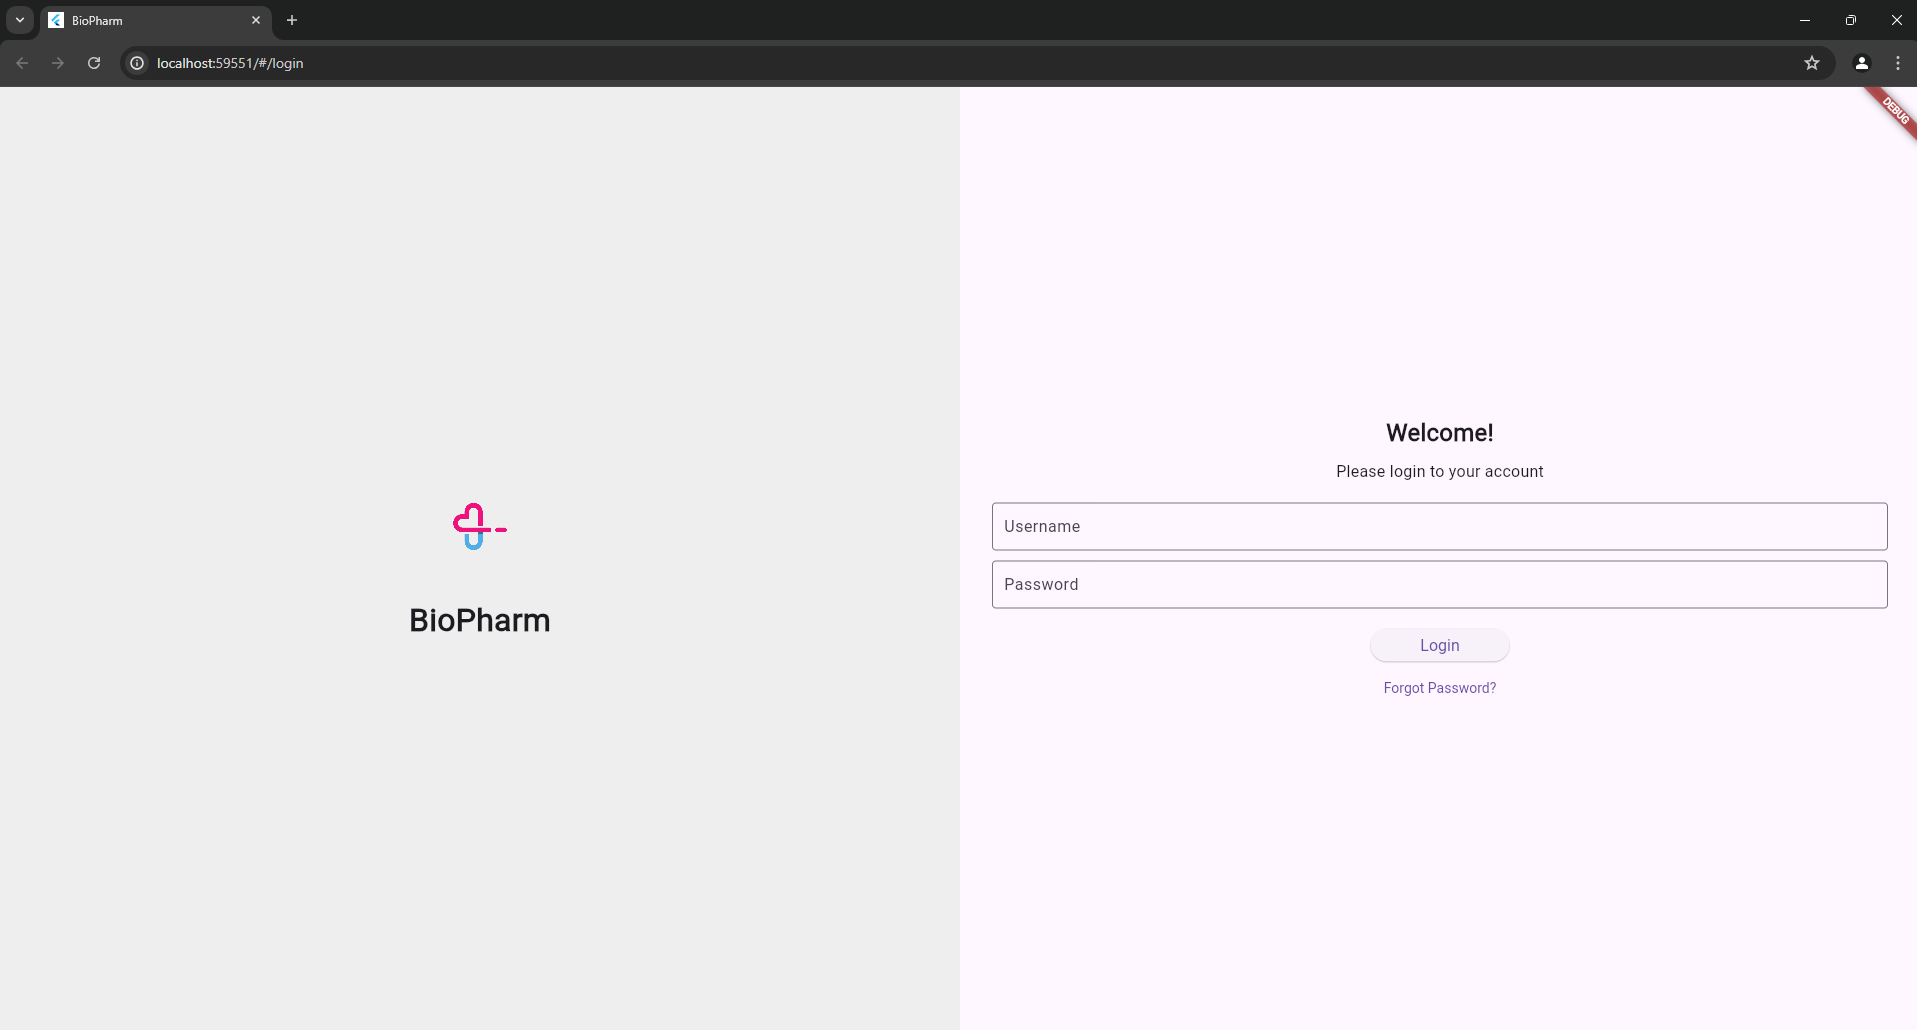 BioPharm
localhost:59551/#/login
DEBUG
BioPharm
Welcome!
Please login to your account
Username
Password
Login
Forgot Password?